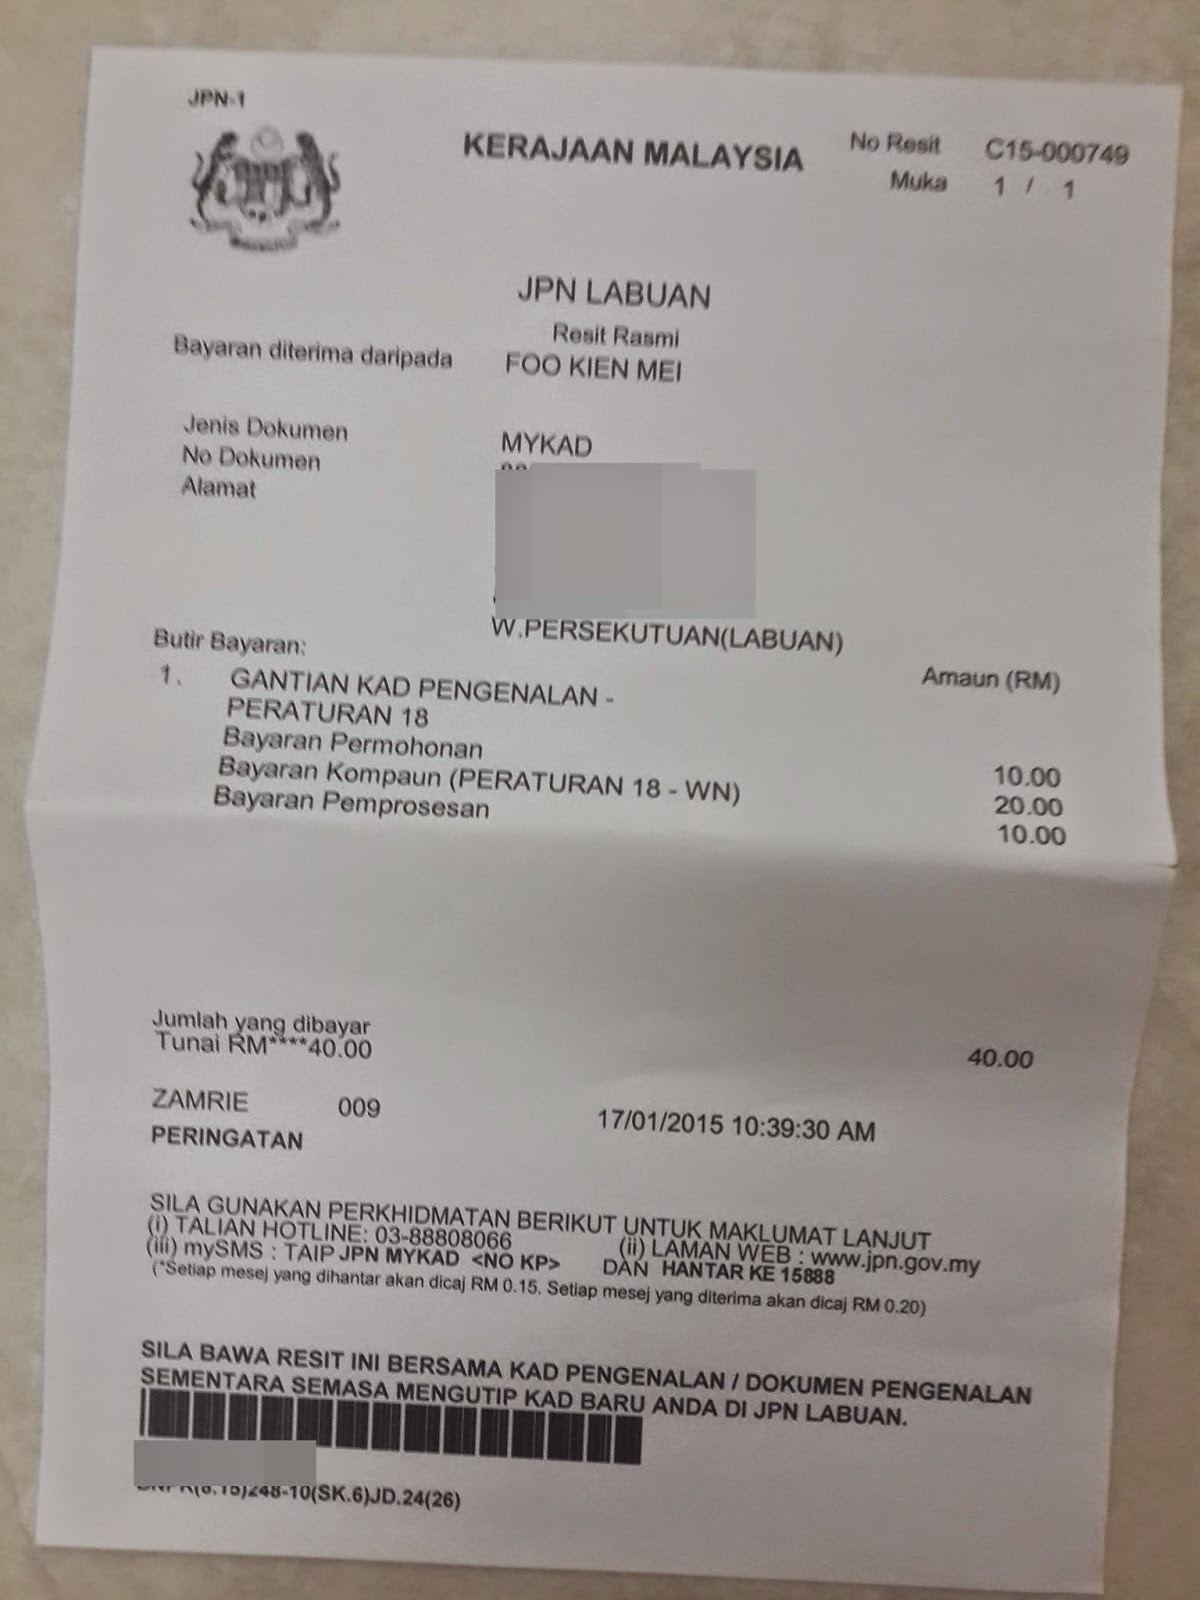 JPN-1
KERAJAAN MALAYSIA
No Resit C15-000749
Muka 1 / 1
JPN LABUAN
Resit Rasmi
Bayaran diterima daripada FOO KIEN MEI
Jenis Dokumen MYKAD
No Dokumen
Alamat
W.PERSEKUTUAN(LABUAN)
Butir Bayaran: Amaun (RM)
1. GANTIAN KAD PENGENALAN -
PERATURAN 18
Bayaran Permohonan 10.00
Bayaran Kompaun (PERATURAN 18 - WN) 20.00
Bayaran Pemprosesan 10.00
Jumlah yang dibayar 40.00
Tunai RM****40.00
ZAMRIE 009 17/01/2015 10:39:30 AM
PERINGATAN
SILA GUNAKAN PERKHIDMATAN BERIKUT UNTUK MAKLUMAT LANJUT
(i) TALIAN HOTLINE: 03-88808066 (ii) LAMAN WEB : www.jpn.gov.my
(iii) mySMS : TAIP JPN MYKAD <NO KP> DAN HANTAR KE 15888
(*Setiap mesej yang dihantar akan dicaj RM 0.15. Setiap mesej yang diterima akan dicaj RM 0.20)
SILA BAWA RESIT INI BERSAMA KAD PENGENALAN / DOKUMEN PENGENALAN
SEMENTARA SEMASA MENGUTIP KAD BARU ANDA DI JPN LABUAN.
248-10(SK.6)JD.24(26)